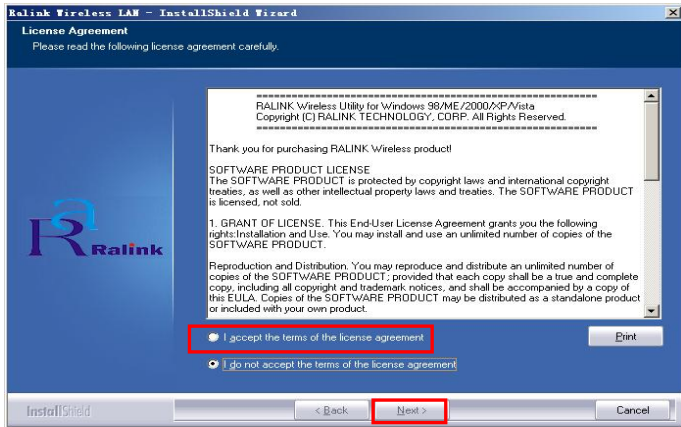 Ralink Wireless LAN - InstallShield Wizard
License Agreement
Please read the following license agreement carefully.
============================================================
RALINK Wireless Utility for Windows 98/ME/2000/XP/Vista
Copyright (C) RALINK TECHNOLOGY, CORP. All Rights Reserved.
============================================================
Thank you for purchasing RALINK Wireless product!
SOFTWARE PRODUCT LICENSE
The SOFTWARE PRODUCT is protected by copyright laws and international copyright
treaties, as well as other intellectual property laws and treaties. The SOFTWARE PRODUCT
is licensed, not sold.
1. GRANT OF LICENSE. This End-User License Agreement grants you the following
rights:Installation and Use. You may install and use an unlimited number of copies of the
SOFTWARE PRODUCT.
Reproduction and Distribution. You may reproduce and distribute an unlimited number of
copies of the SOFTWARE PRODUCT; provided that each copy shall be a true and complete
copy, including all copyright and trademark notices, and shall be accompanied by a copy of
this EULA. Copies of the SOFTWARE PRODUCT may be distributed as a standalone product
or included with your own product.
Ralink
I accept the terms of the license agreement
Print
I do not accept the terms of the license agreement
InstallShield
< Back
Next >
Cancel